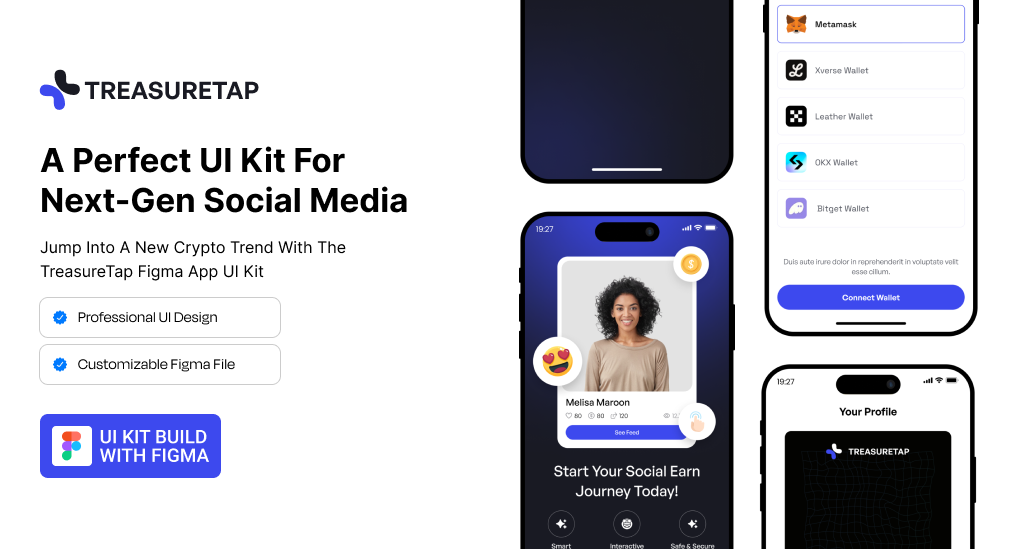 TREASURETAP
A Perfect UI Kit For
Next-Gen Social Media
Jump Into A New Crypto Trend With The
TreasureTap Figma App UI Kit
Professional UI Design
Customizable Figma File
UI KIT BUILD
WITH FIGMA
19:27
$
Melisa Maroon
80
80
120
See Feed
Start Your Social Earn
Journey Today!
Smart
Interactive
Safe & Secure
Metamask
Xverse Wallet
Leather Wallet
OKX Wallet
Bitget Wallet
Duis aute irure dolor in reprehenderit in voluptate velit
esse cillum.
Connect Wallet
19:27
Your Profile
TREASURETAP